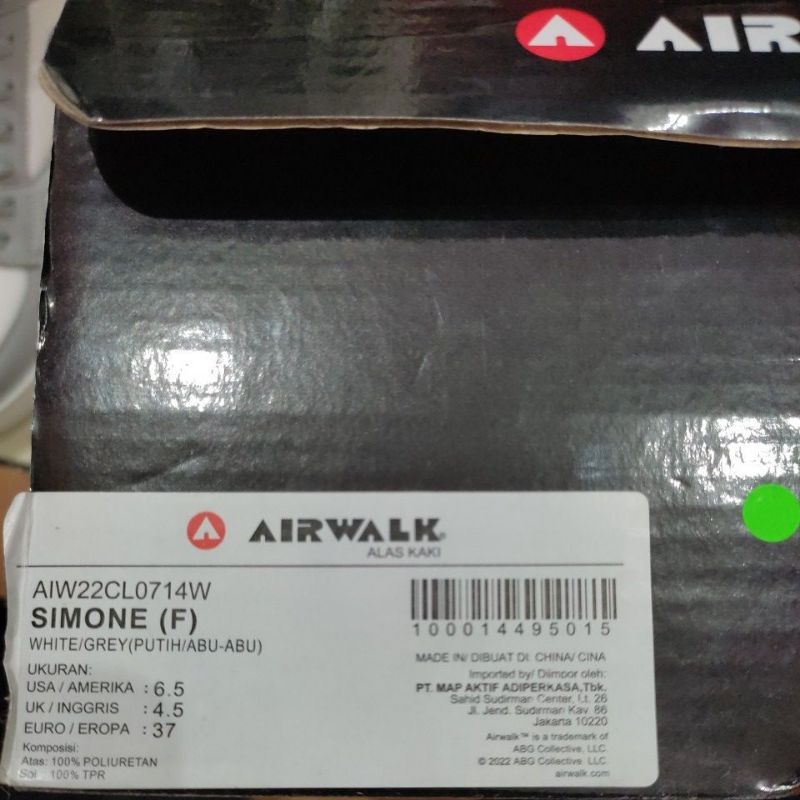 AIR
AIRWALK
ALAS KAKI
AIW22CL0714W
SIMONE (F)
WHITE/GREY(PUTIH/ABU-ABU)
UKURAN:
USA / AMERIKA : 6.5
UK / INGGRIS : 4.5
EURO / EROPA : 37
Komposisi:
Atas: 100% POLIURETAN
Sol : 100% TPR
100014495015
MADE IN/ DIBUAT DI: CHINA/ CINA
Imported by/ Diimpor oleh:
PT. MAP AKTIF ADIPERKASA,Tbk.
Sahid Sudirman Center, Lt. 26
Jl. Jend. Sudirman Kav. 86
Jakarta 10220
Airwalk™ is a trademark of
ABG Collective, LLC.
© 2022 ABG Collective, LLC
airwalk.com